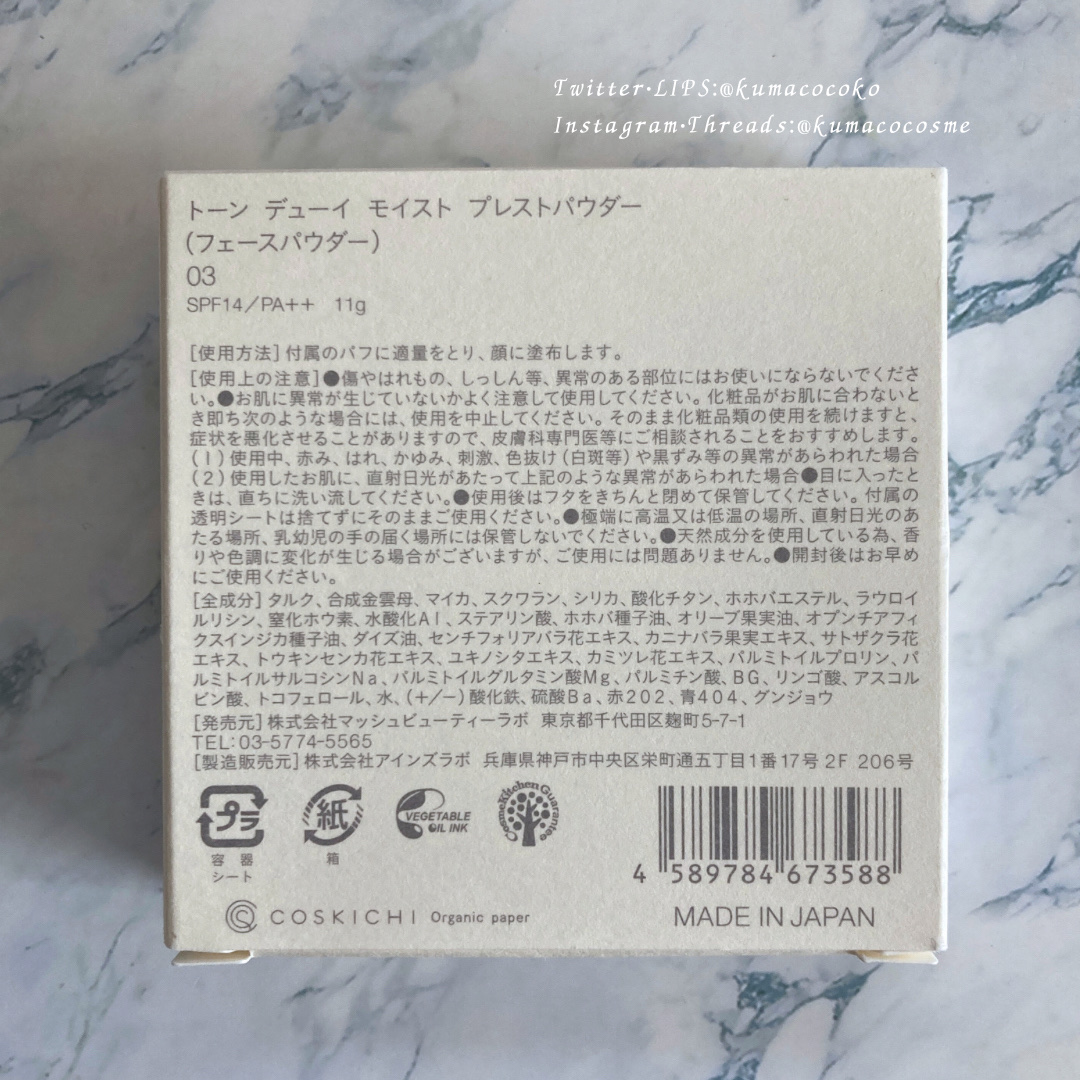 Twitter・LIPS:@kumacocoko
Instagram・Threads:@kumacocosme
トーン デューイ モイスト プレストパウダー
(フェースパウダー)
03
SPF14／PA++ 11g
[使用方法]付属のパフに適量をとり、顔に塗布します。
[使用上の注意]●傷やはれもの、しっしん等、異常のある部位にはお使いにならないでくださ
い。●お肌に異常が生じていないかよく注意して使用してください。化粧品がお肌に合わないと
き即ち次のような場合には、使用を中止してください。そのまま化粧品類の使用を続けますと、
症状を悪化させることがありますので、皮膚科専門医等にご相談されることをおすすめします。
(1)使用中、赤み、はれ、かゆみ、刺激、色抜け(白斑等)や黒ずみ等の異常があらわれた場合
(2)使用したお肌に、直射日光があたって上記のような異常があらわれた場合●目に入ったと
きは、直ちに洗い流してください。●使用後はフタをきちんと閉めて保管してください。付属の
透明シートは捨てずにそのままご使用ください。●極端に高温又は低温の場所、直射日光のあ
たる場所、乳幼児の手の届く場所には保管しないでください。●天然成分を使用している為、香
りや色調に変化が生じる場合がございますが、ご使用には問題ありません。●開封後はお早め
にご使用ください。
[全成分]タルク、合成金雲母、マイカ、スクワラン、シリカ、酸化チタン、ホホバエステル、ラウロイ
ルリシン、窒化ホウ素、水酸化Al、ステアリン酸、ホホバ種子油、オリーブ果実油、オプンチアフィ
クスインジカ種子油、ダイズ油、センチフォリアバラ花エキス、カニナバラ果実エキス、サトザクラ花
エキス、トウキンセンカ花エキス、ユキノシタエキス、カミツレ花エキス、パルミトイルプロリン、パ
ルミトイルサルコシンNa、パルミトイルグルタミン酸Mg、パルミチン酸、BG、リンゴ酸、アスコル
ビン酸、トコフェロール、水、(+/−)酸化鉄、硫酸Ba、赤202、青404、グンジョウ
[発売元]株式会社マッシュビューティーラボ 東京都千代田区麹町5-7-1
TEL:03-5774-5565
[製造販売元]株式会社アインズラボ 兵庫県神戸市中央区栄町通五丁目1番17号 2F 206号
プラ
容器
シート
紙
箱
VEGETABLE
OIL INK
CosmeKitchen Guarantee
4 589784 673588
COSKICHI Organic paper
MADE IN JAPAN